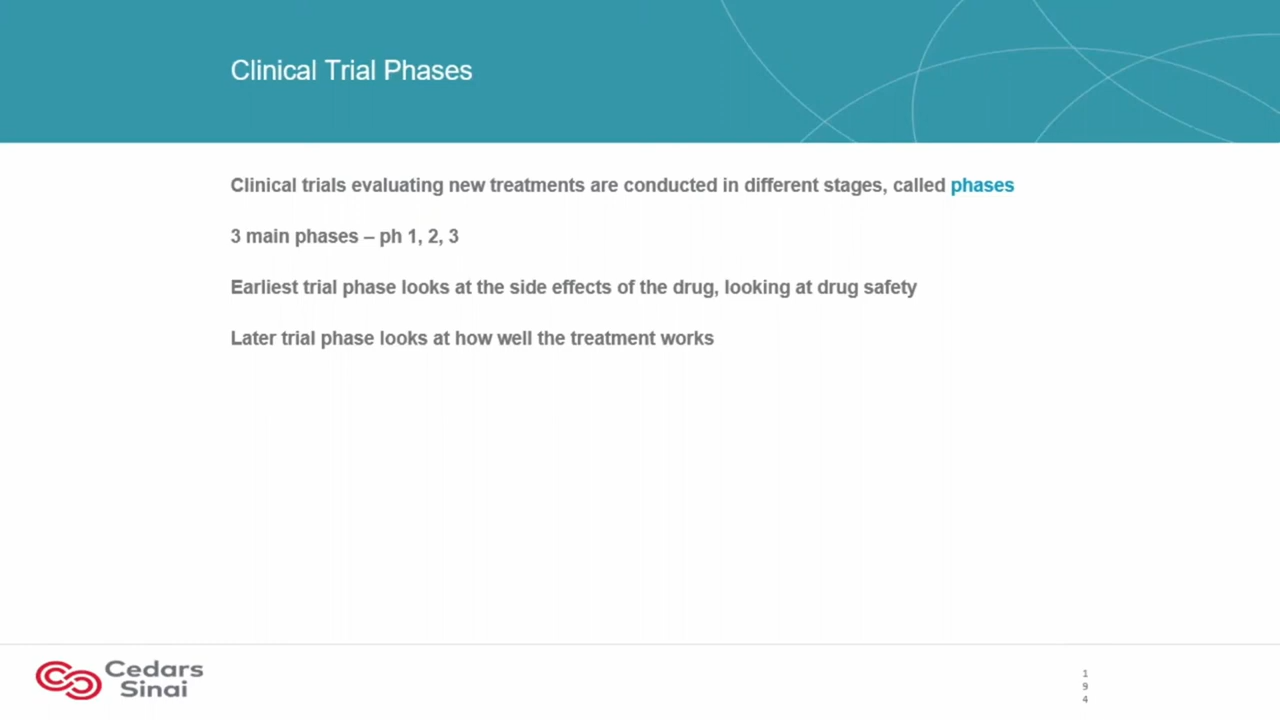 Clinical Trial Phases
Clinical trials evaluating new treatments are conducted in different stages, called phases
3 main phases – ph 1, 2, 3
Earliest trial phase looks at the side effects of the drug, looking at drug safety
Later trial phase looks at how well the treatment works
Cedars
Sinai
1
9
4